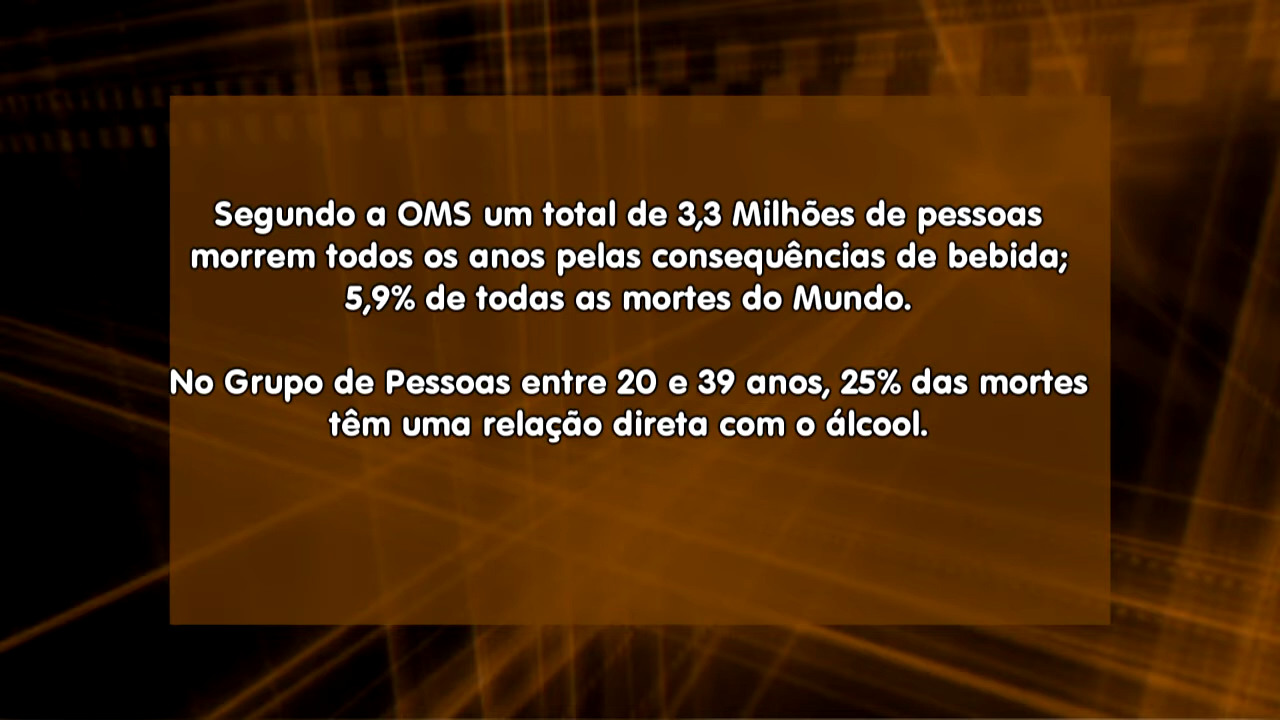 Segundo a OMS um total de 3,3 Milhões de pessoas
morrem todos os anos pelas consequências de bebida;
5,9% de todas as mortes do Mundo.
No Grupo de Pessoas entre 20 e 39 anos, 25% das mortes
têm uma relação direta com o álcool.